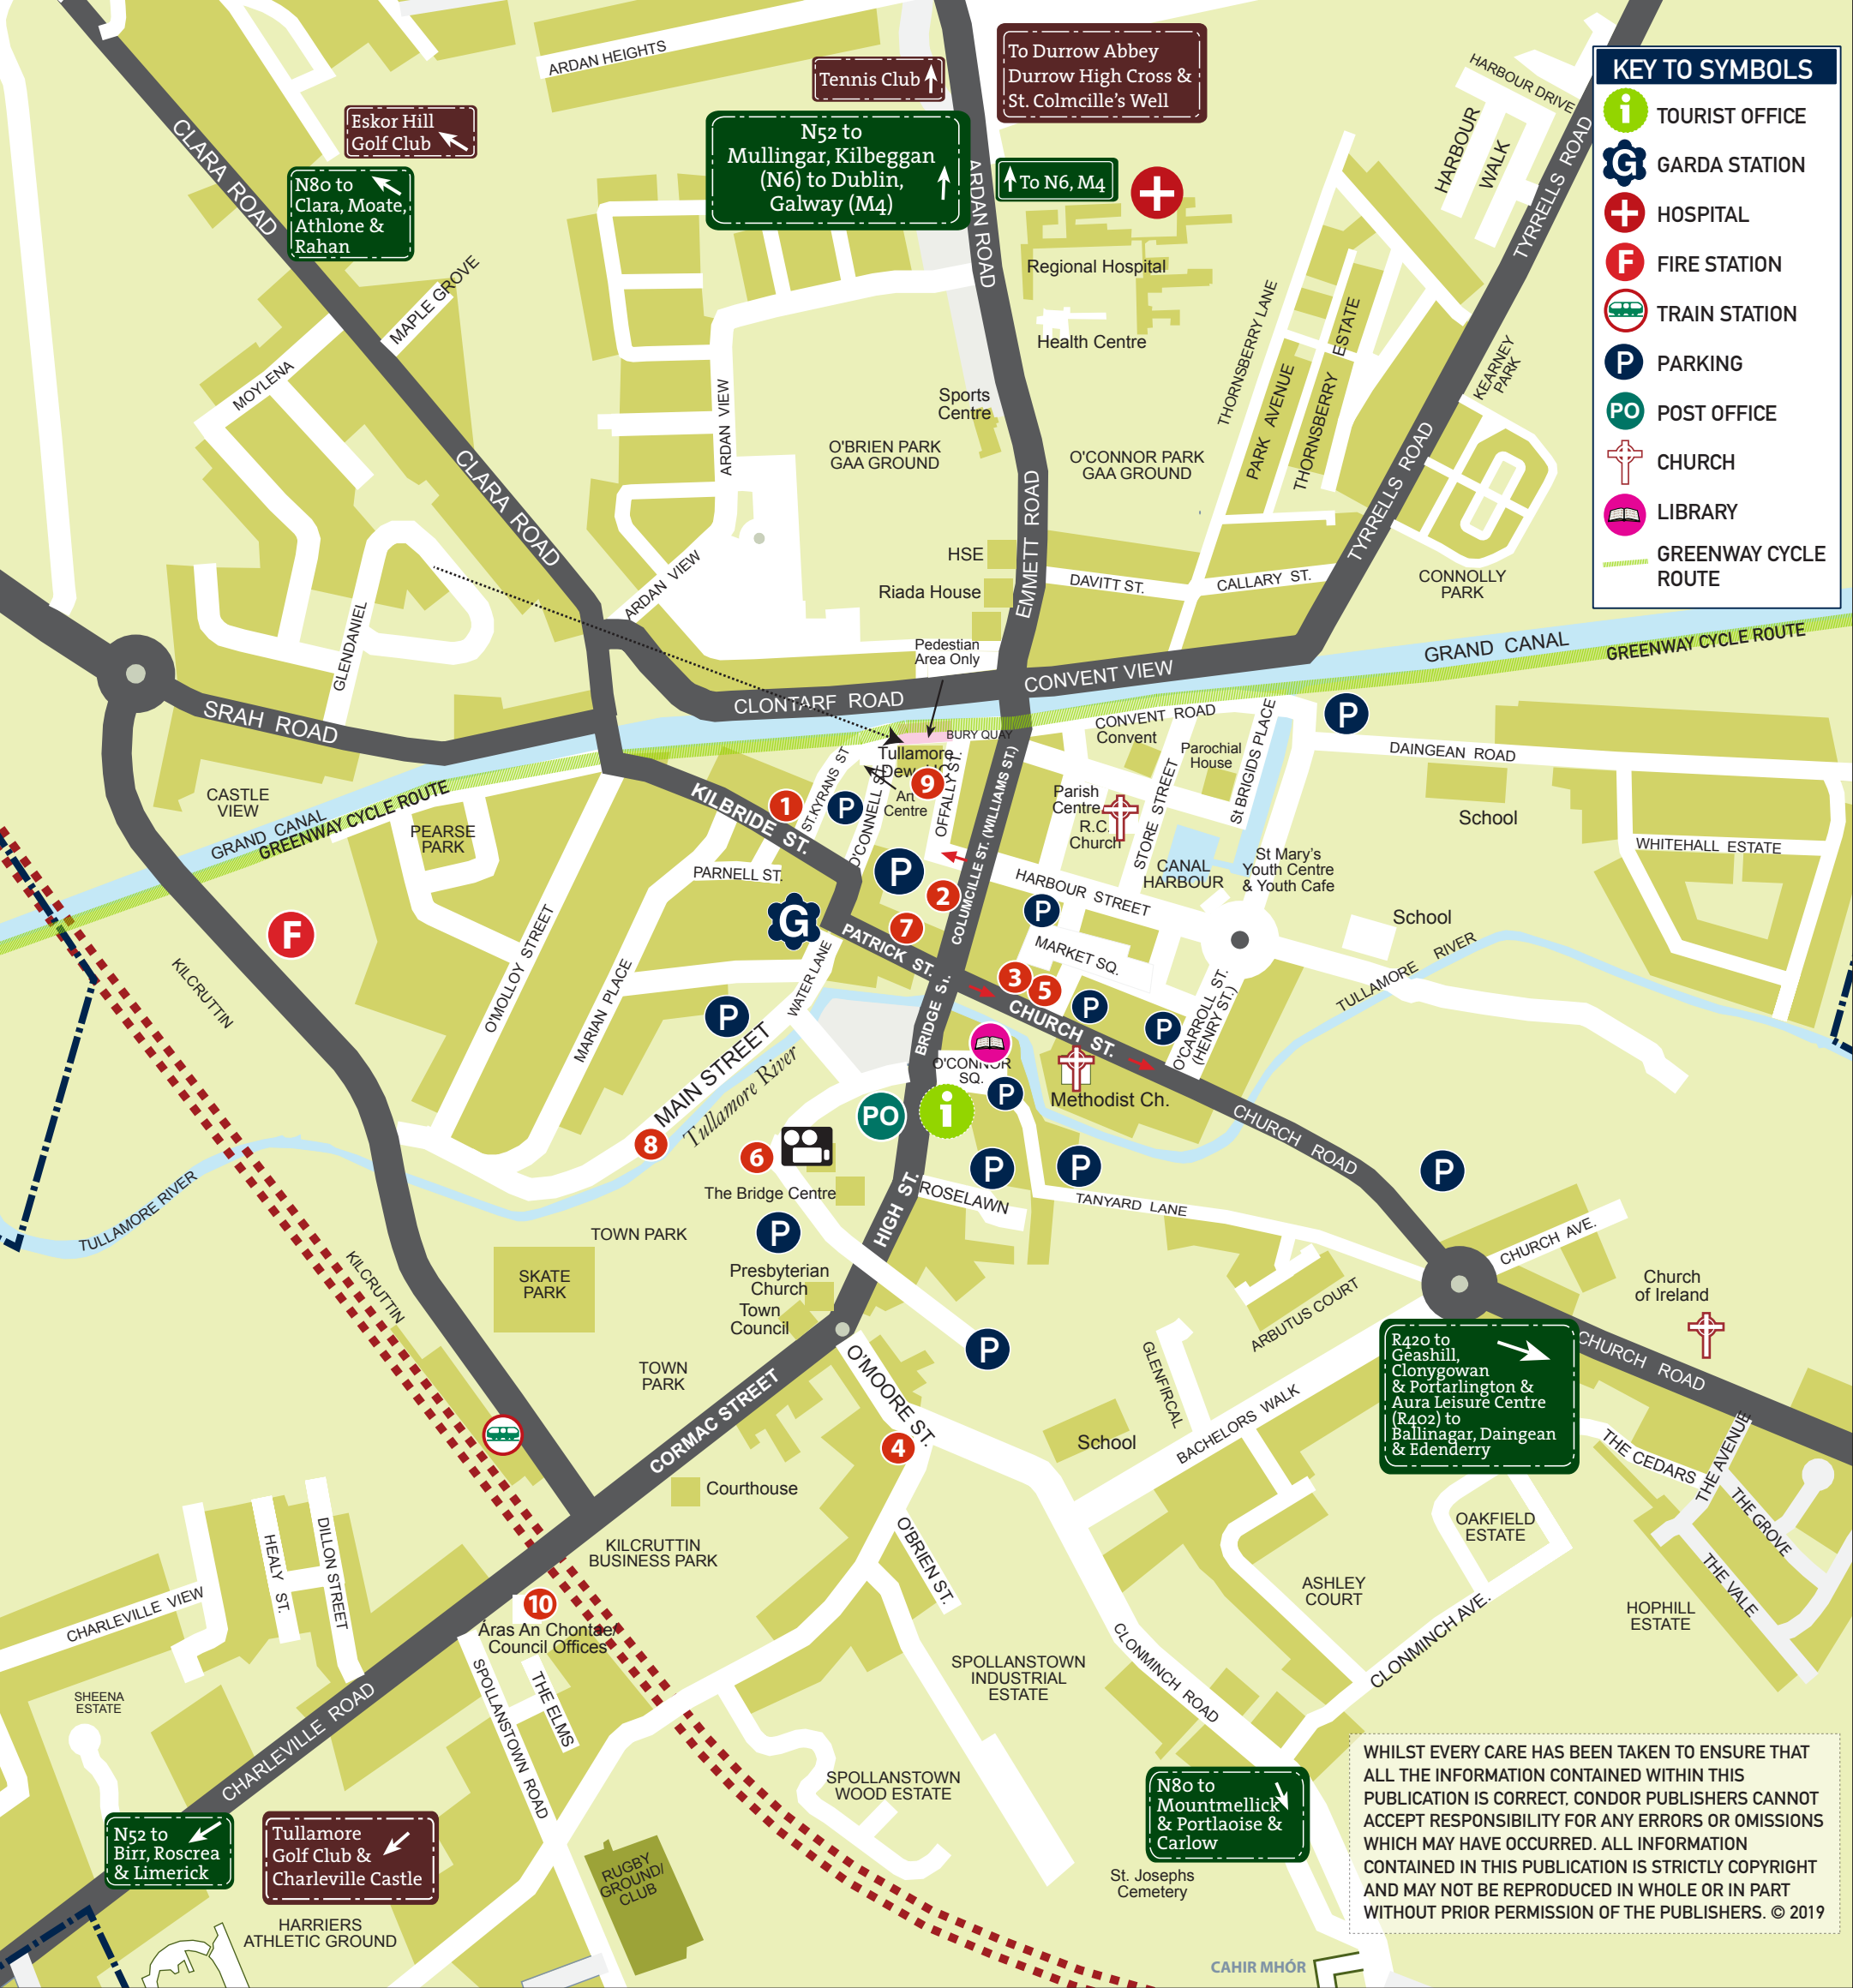 ARDAN HEIGHTS
Tennis Club
To Durrow Abbey
Durrow High Cross &
St. Colmcille's Well
KEY TO SYMBOLS
i
TOURIST OFFICE
G
GARDA STATION
HOSPITAL
F
FIRE STATION
TRAIN STATION
P
PARKING
PO
POST OFFICE
CHURCH
LIBRARY
GREENWAY CYCLE
ROUTE
HARBOUR DRIVE
HARBOUR
WALK
TYRRELLS ROAD
Eskor Hill
Golf Club
N80 to
Clara, Moate,
Athlone &
Rahan
CLARA ROAD
N52 to
Mullingar, Kilbeggan
(N6) to Dublin,
Galway (M4)
ARDAN ROAD
To N6, M4
Regional Hospital
Health Centre
MAPLE GROVE
MOYLENA
CLARA ROAD
ARDAN VIEW
Sports
Centre
O'BRIEN PARK
GAA GROUND
O'CONNOR PARK
GAA GROUND
THORNSBERRY LANE
PARK AVENUE
THORNSBERRY ESTATE
KEARNEY
PARK
TYRRELLS ROAD
HSE
Riada House
EMMETT ROAD
DAVITT ST.
CALLARY ST.
CONNOLLY
PARK
ARDAN VIEW
GLENDANIEL
Pedestian
Area Only
SRAH ROAD
CLONTARF ROAD
CONVENT VIEW
GRAND CANAL
GREENWAY CYCLE ROUTE
BURY QUAY
CONVENT ROAD
Convent
Parochial
House
St BRIGIDS PLACE
P
DAINGEAN ROAD
Tullamore
Dew
9
Art
Centre
CASTLE
VIEW
GRAND CANAL
GREENWAY CYCLE ROUTE
PEARSE
PARK
KILBRIDE ST.
1
ST.KYRANS ST
P
O'CONNELL ST.
OFFALLY ST.
COLUMCILLE ST. (WILLIAMS ST.)
Parish
Centre
R.C.
Church
STORE STREET
CANAL
HARBOUR
St Mary's
Youth Centre
& Youth Cafe
School
WHITEHALL ESTATE
PARNELL ST.
P
2
HARBOUR STREET
P
School
F
G
7
PATRICK ST.
MARKET SQ.
TULLAMORE RIVER
KILCRUTTIN
O'MOLLOY STREET
MARIAN PLACE
WATER LANE
3
5
P
P
CHURCH ST.
O'CARROLL ST.
(HENRY ST.)
P
MAIN STREET
Tullamore River
BRIDGE ST.
O'CONNOR
SQ.
P
Methodist Ch.
PO
i
8
6
The Bridge Centre
P
P
CHURCH ROAD
P
TULLAMORE RIVER
KILCRUTTIN
TOWN PARK
P
HIGH ST.
ROSELAWN
TANYARD LANE
CHURCH AVE.
SKATE
PARK
Presbyterian
Church
Town
Council
P
ARBUTUS COURT
Church
of Ireland
TOWN
PARK
O'MOORE ST.
GLENFIRCAL
R420 to
Geashill,
Clonygowan
& Portarlington &
Aura Leisure Centre
(R402) to
Ballinagar, Daingean
& Edenderry
CHURCH ROAD
CORMAC STREET
4
School
BACHELORS WALK
THE CEDARS
THE AVENUE
THE GROVE
THE VALE
Courthouse
KILCRUTTIN
BUSINESS PARK
O'BRIEN ST.
OAKFIELD
ESTATE
HEALY ST.
DILLON STREET
CHARLEVILLE VIEW
10
Áras An Chontae
Council Offices
ASHLEY
COURT
HOPHILL
ESTATE
CLONMINCH AVE.
SPOLLANSTOWN
INDUSTRIAL
ESTATE
CLONMINCH ROAD
SHEENA
ESTATE
CHARLEVILLE ROAD
THE ELMS
SPOLLANSTOWN ROAD
SPOLLANSTOWN
WOOD ESTATE
N80 to
Mountmellick
& Portlaoise &
Carlow
N52 to
Birr, Roscrea
& Limerick
Tullamore
Golf Club &
Charleville Castle
RUGBY
GROUND/
CLUB
St. Josephs
Cemetery
HARRIERS
ATHLETIC GROUND
CAHIR MHÓR
WHILST EVERY CARE HAS BEEN TAKEN TO ENSURE THAT
ALL THE INFORMATION CONTAINED WITHIN THIS
PUBLICATION IS CORRECT, CONDOR PUBLISHERS CANNOT
ACCEPT RESPONSIBILITY FOR ANY ERRORS OR OMISSIONS
WHICH MAY HAVE OCCURRED. ALL INFORMATION
CONTAINED IN THIS PUBLICATION IS STRICTLY COPYRIGHT
AND MAY NOT BE REPRODUCED IN WHOLE OR IN PART
WITHOUT PRIOR PERMISSION OF THE PUBLISHERS. © 2019